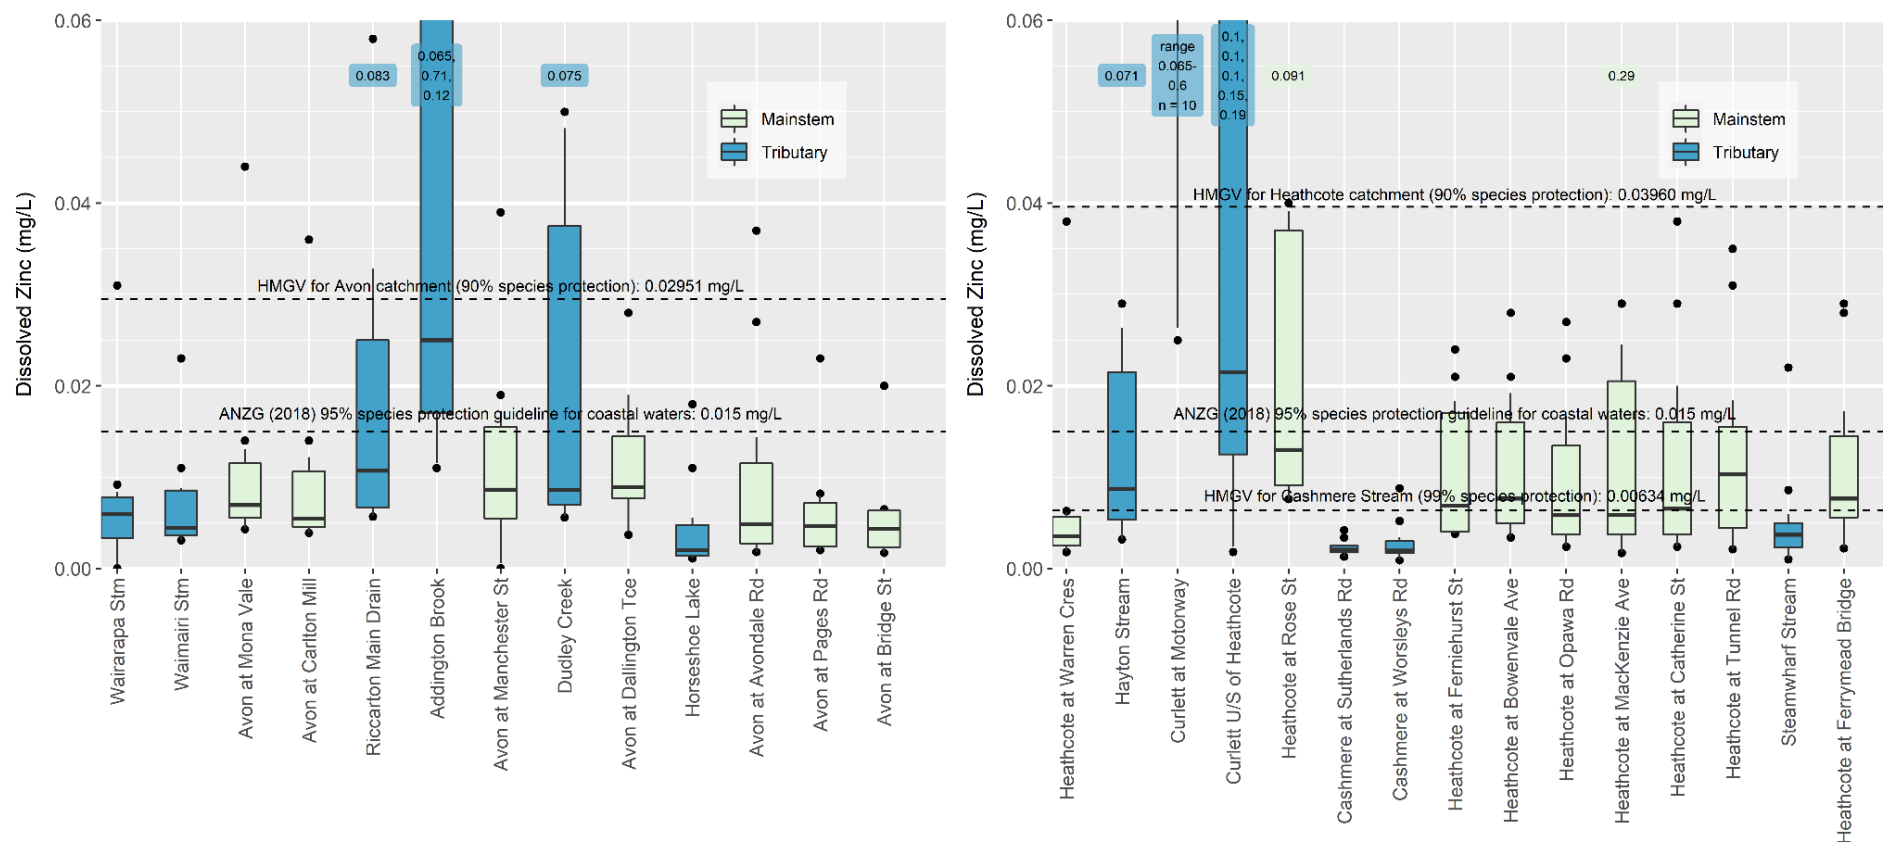 0.06
0.04
0.02
0.00
Dissolved Zinc (mg/L)
0.083
0.065,
0.71,
0.12
0.075
Mainstem
Tributary
HMGV for Avon catchment (90% species protection): 0.02951 mg/L
ANZG (2018) 95% species protection guideline for coastal waters: 0.015 mg/L
Wairarapa Stm
Waimairi Stm
Avon at Mona Vale
Avon at Carlton Mill
Riccarton Main Drain
Addington Brook
Avon at Manchester St
Dudley Creek
Avon at Dallington Tce
Horseshoe Lake
Avon at Avondale Rd
Avon at Pages Rd
Avon at Bridge St
0.06
0.04
0.02
0.00
Dissolved Zinc (mg/L)
0.071
range
0.065-
0.6
n = 10
0.1,
0.1,
0.1,
0.15,
0.19
0.091
0.29
Mainstem
Tributary
HMGV for Heathcote catchment (90% species protection): 0.03960 mg/L
ANZG (2018) 95% species protection guideline for coastal waters: 0.015 mg/L
HMGV for Cashmere Stream (99% species protection): 0.00634 mg/L
Heathcote at Warren Cres
Hayton Stream
Curlett at Motorway
Curlett U/S of Heathcote
Heathcote at Rose St
Cashmere at Sutherlands Rd
Cashmere at Worsleys Rd
Heathcote at Ferniehurst St
Heathcote at Bowenvale Ave
Heathcote at Opawa Rd
Heathcote at MacKenzie Ave
Heathcote at Catherine St
Heathcote at Tunnel Rd
Steamwharf Stream
Heathcote at Ferrymead Bridge